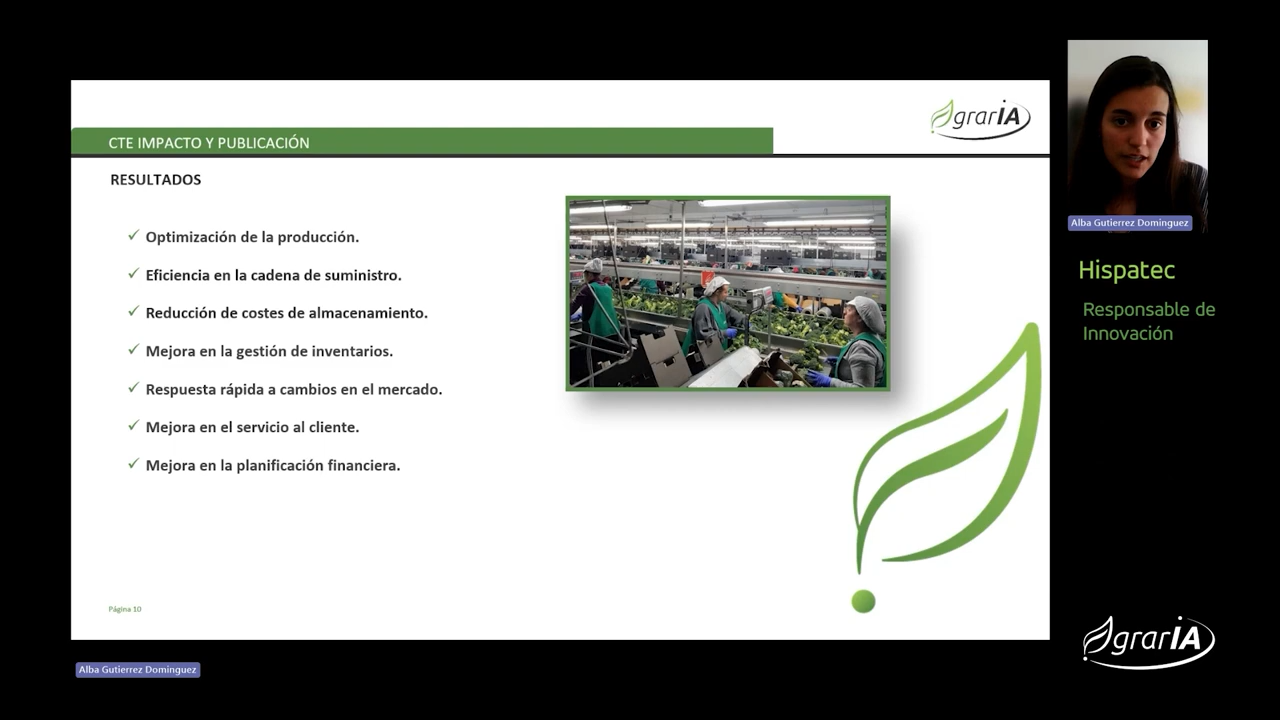 CTE IMPACTO Y PUBLICACIÓN
grarIA
RESULTADOS
✓ Optimización de la producción.
✓ Eficiencia en la cadena de suministro.
✓ Reducción de costes de almacenamiento.
✓ Mejora en la gestión de inventarios.
✓ Respuesta rápida a cambios en el mercado.
✓ Mejora en el servicio al cliente.
✓ Mejora en la planificación financiera.
Página 10
Alba Gutierrez Dominguez
Alba Gutierrez Dominguez
Hispatec
Responsable de
Innovación
grarIA